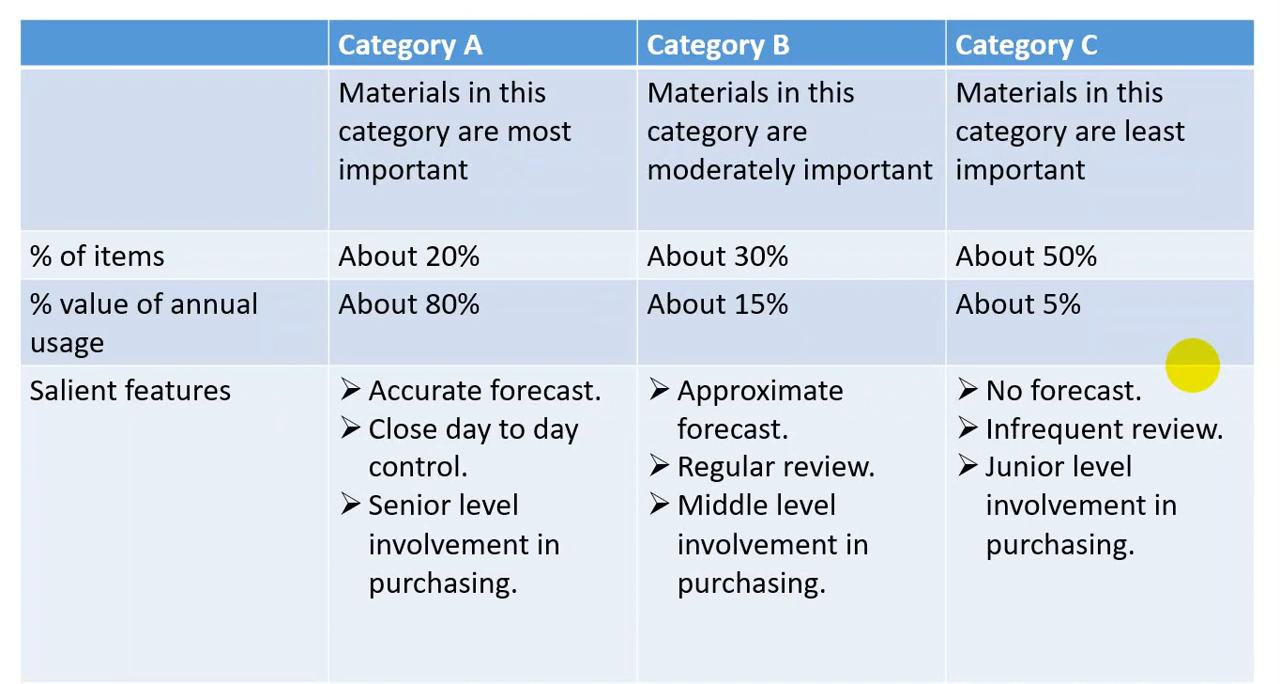 Category A
Category B
Category C
Materials in this
category are most
important
Materials in this
category are
moderately important
Materials in this
category are least
important
% of items
About 20%
About 30%
About 50%
% value of annual
usage
About 80%
About 15%
About 5%
Salient features
➢ Accurate forecast.
➢ Close day to day
control.
➢ Senior level
involvement in
purchasing.
➢ Approximate
forecast.
➢ Regular review.
➢ Middle level
involvement in
purchasing.
➢ No forecast.
➢ Infrequent review.
➢ Junior level
involvement in
purchasing.